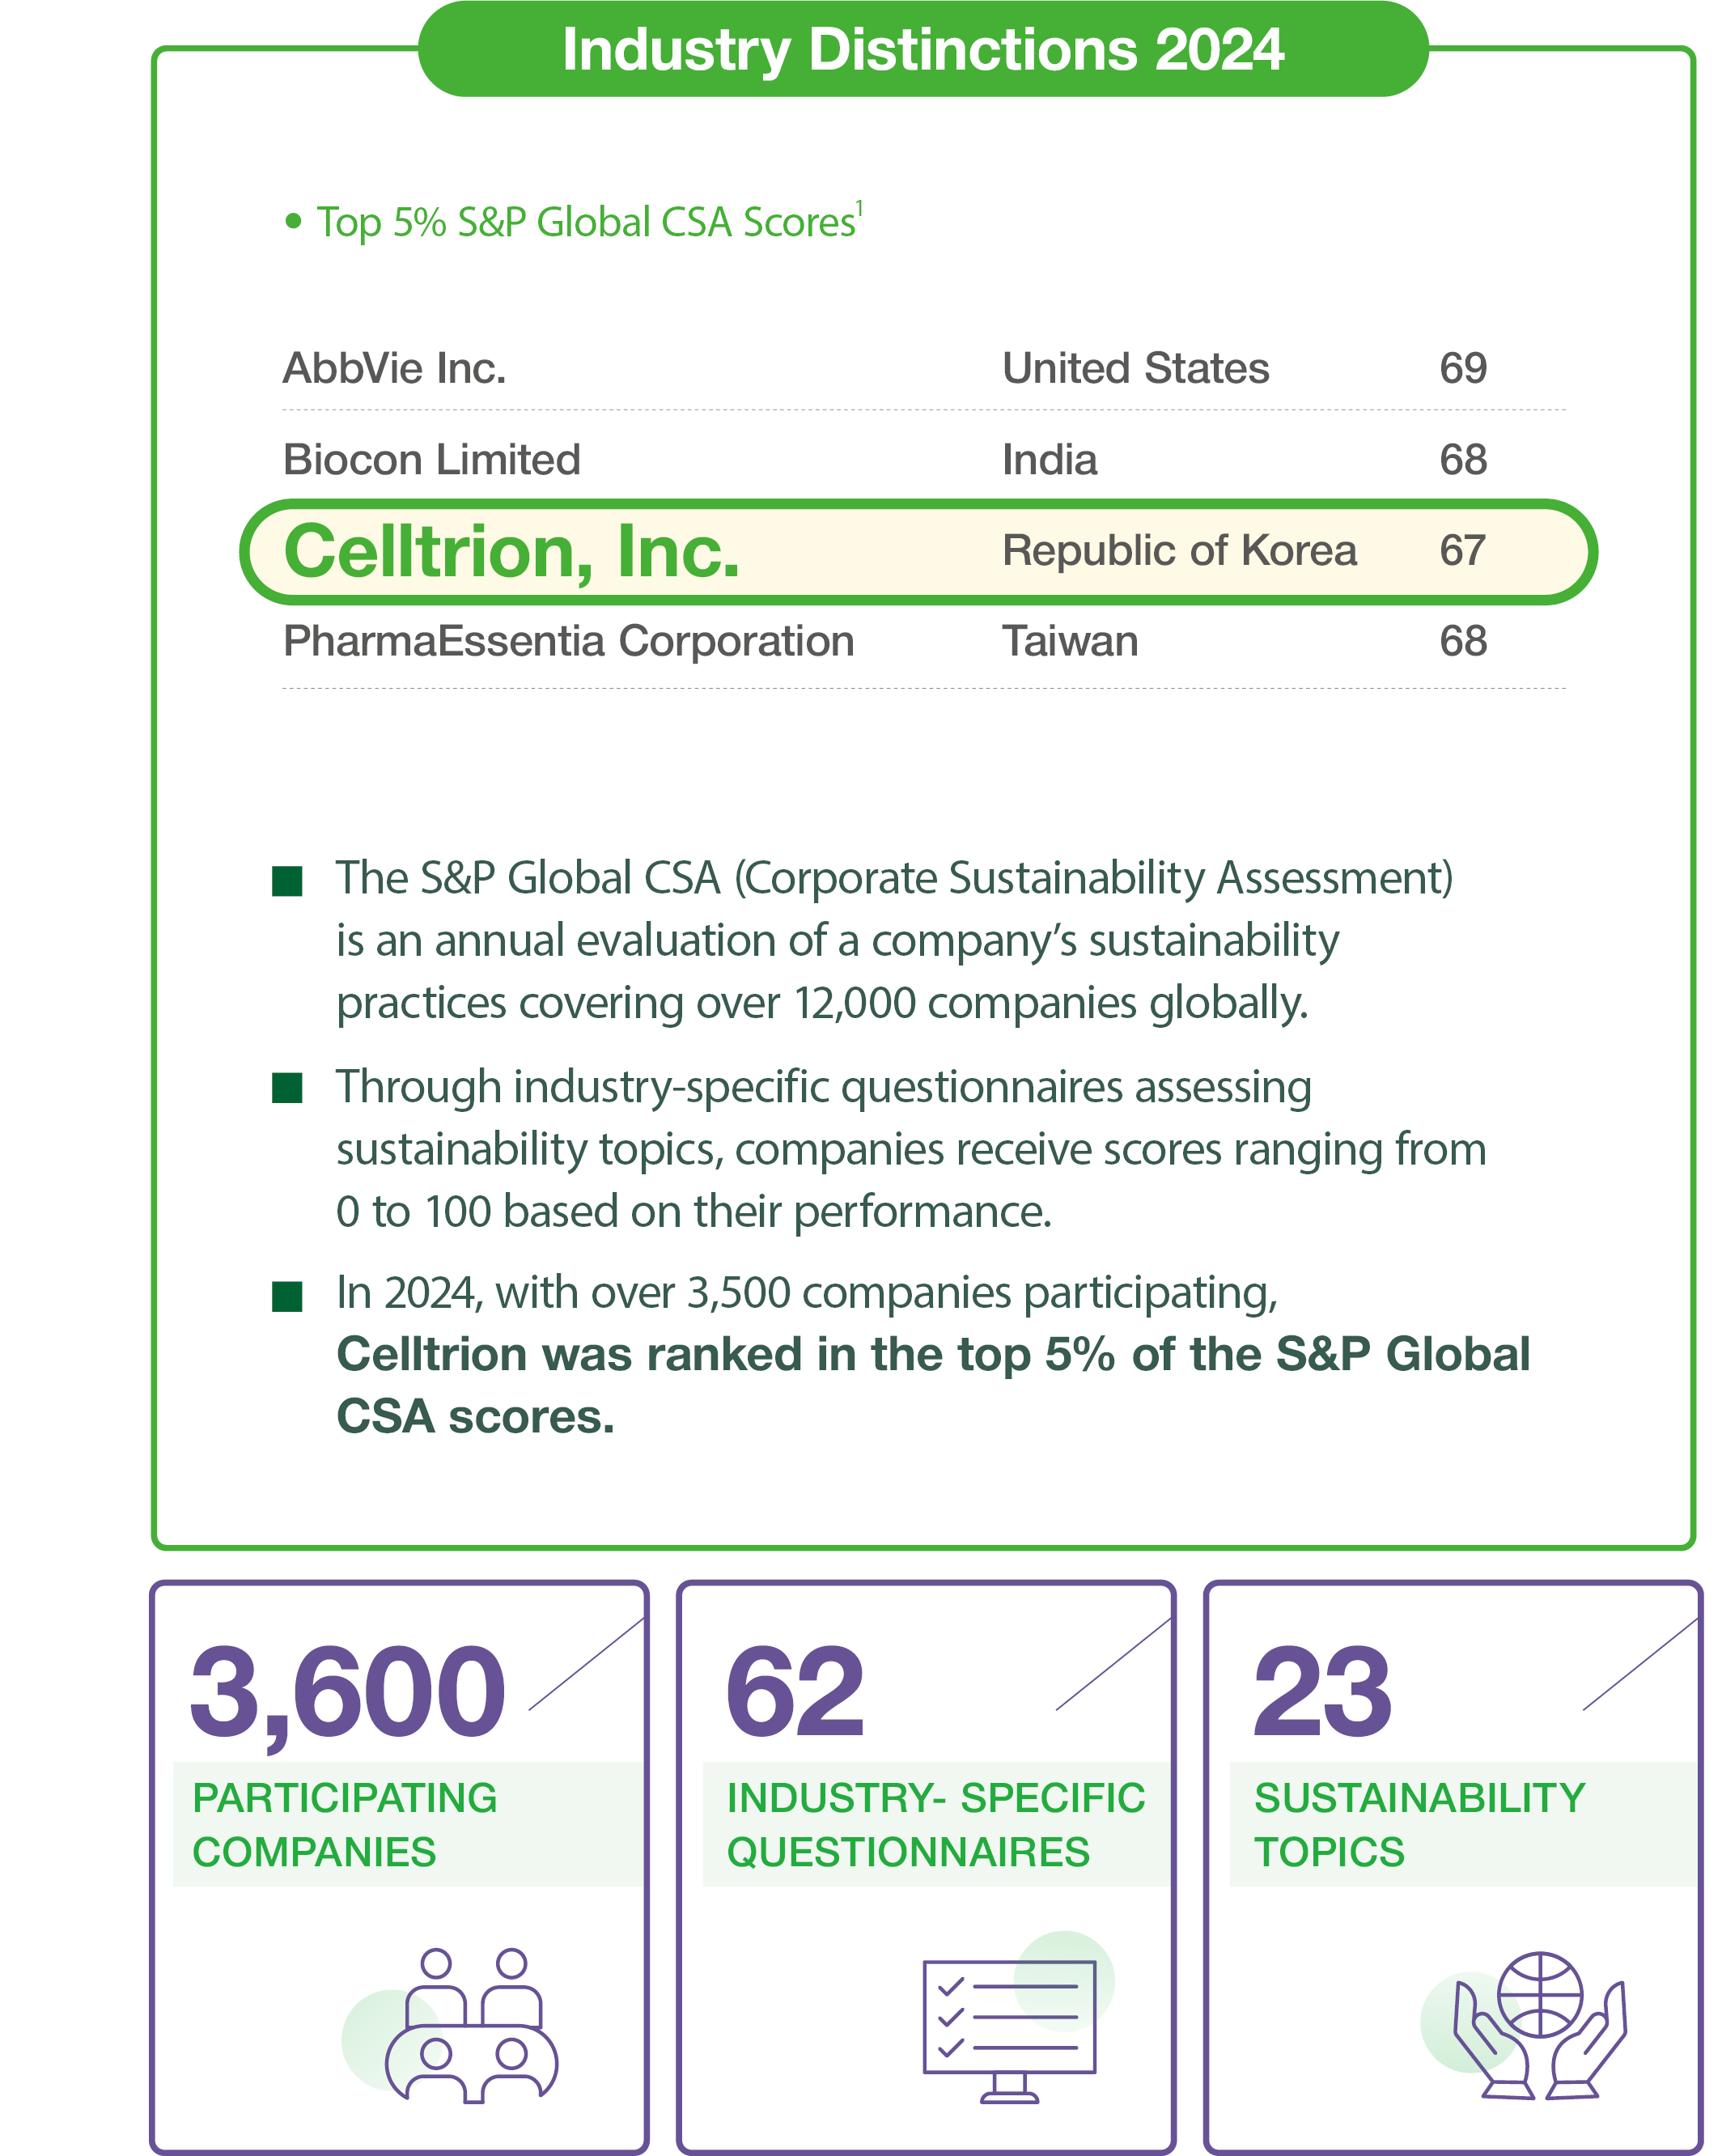 Industry Distinctions 2024
• Top 5% S&P Global CSA Scores¹
AbbVie Inc. United States 69
Biocon Limited India 68
Celltrion, Inc. Republic of Korea 67
PharmaEssentia Corporation Taiwan 68
■ The S&P Global CSA (Corporate Sustainability Assessment)
is an annual evaluation of a company’s sustainability
practices covering over 12,000 companies globally.
■ Through industry-specific questionnaires assessing
sustainability topics, companies receive scores ranging from
0 to 100 based on their performance.
■ In 2024, with over 3,500 companies participating,
Celltrion was ranked in the top 5% of the S&P Global
CSA scores.
3,600
PARTICIPATING
COMPANIES
62
INDUSTRY- SPECIFIC
QUESTIONNAIRES
23
SUSTAINABILITY
TOPICS